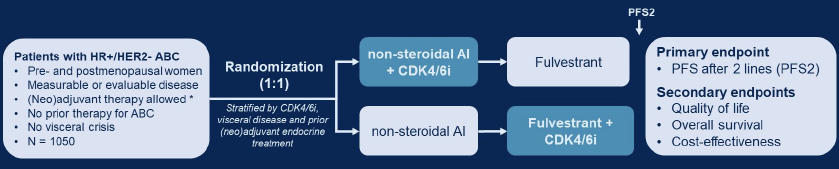 PFS2
Patients with HR+/HER2- ABC
• Pre- and postmenopausal women
• Measurable or evaluable disease
• (Neo)adjuvant therapy allowed *
• No prior therapy for ABC
• No visceral crisis
• N = 1050
Randomization
(1:1)
Stratified by CDK4/6i,
visceral disease and prior
(neo)adjuvant endocrine
treatment
non-steroidal AI
+ CDK4/6i
Fulvestrant
non-steroidal AI
Fulvestrant +
CDK4/6i
Primary endpoint
• PFS after 2 lines (PFS2)
Secondary endpoints
• Quality of life
• Overall survival
• Cost-effectiveness